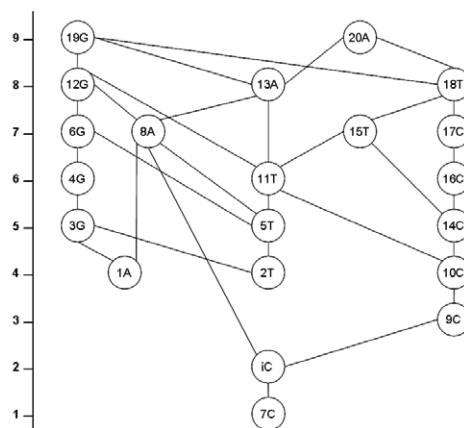 9 19G 20A
8 12G 13A 18T
7 6G 8A 15T 17C
6 4G 11T 16C
5 3G 5T 14C
4 1A 2T 10C
3 9C
2 iC
1 7C